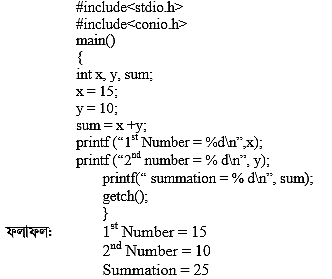 #include<stdio.h>
#include<conio.h>
main()
{
int x, y, sum;
x = 15;
y = 10;
sum = x +y;
printf (“1st Number = %d\n”,x);
printf (“2nd number = % d\n”, y);
printf(“ summation = % d\n”, sum);
getch();
}
ফলাফল: 1st Number = 15
2nd Number = 10
Summation = 25